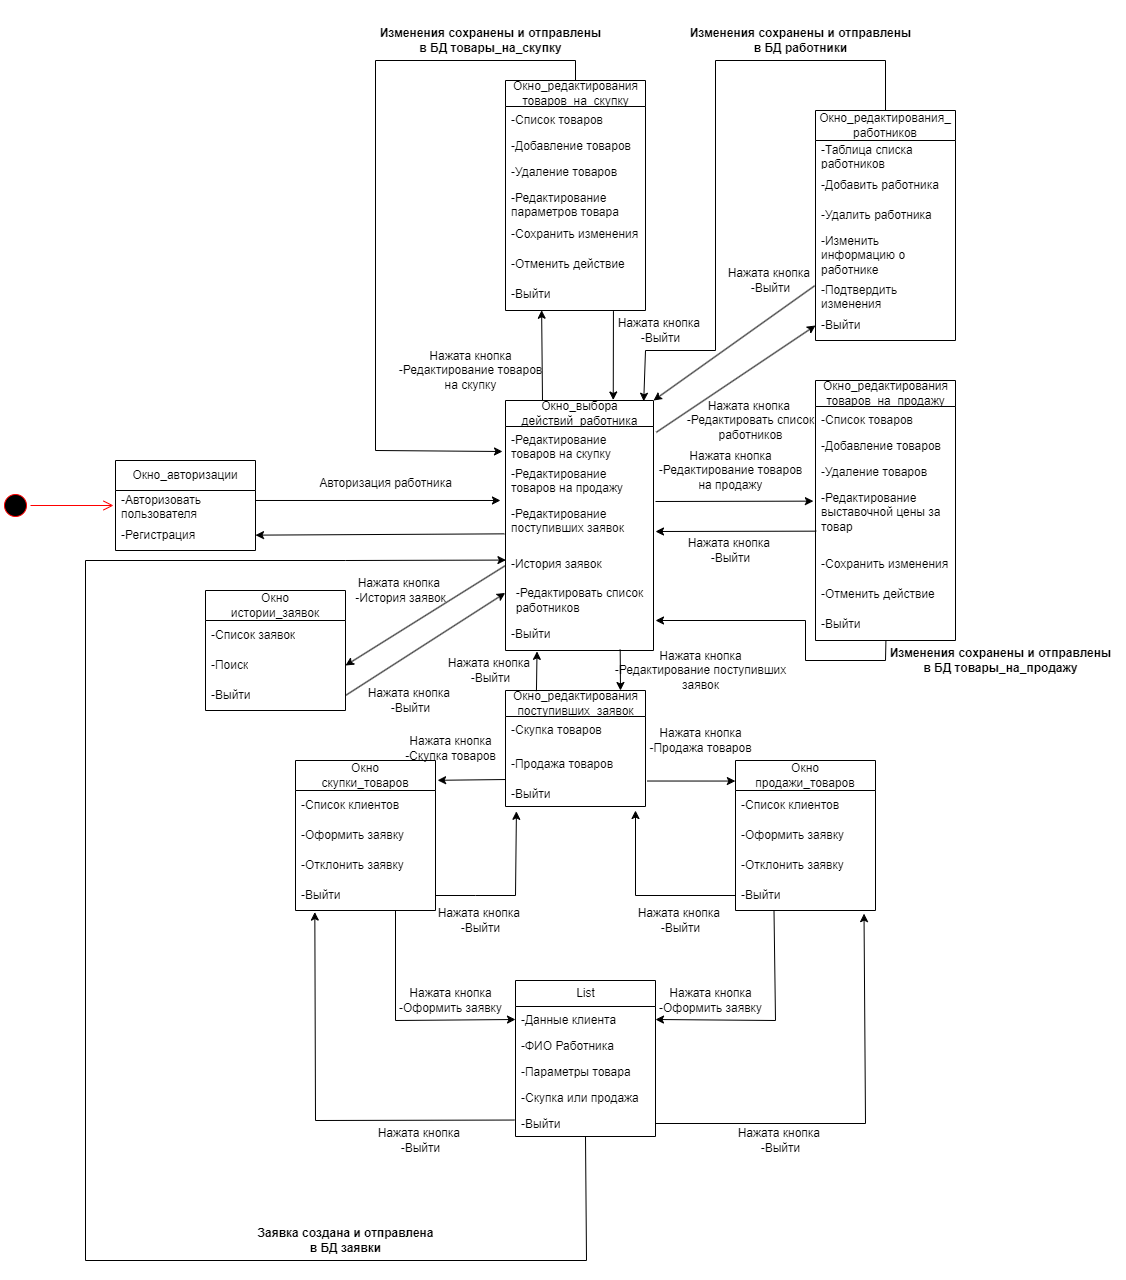 Изменения сохранены и отправлены
в БД товары_на_скупку
Изменения сохранены и отправлены
в БД работники
Окно_редактирования
товаров_на_скупку
-Список товаров
-Добавление товаров
-Удаление товаров
-Редактирование
параметров товара
-Сохранить изменения
-Отменить действие
-Выйти
Окно_редактирования_
работников
-Таблица списка
работников
-Добавить работника
-Удалить работника
-Изменить
информацию о
работнике
-Подтвердить
изменения
-Выйти
Нажата кнопка
-Выйти
Нажата кнопка
-Выйти
Нажата кнопка
-Редактирование товаров
на скупку
Окно_выбора
действий_работника
-Редактирование
товаров на скупку
-Редактирование
товаров на продажу
-Редактирование
поступивших заявок
-История заявок
-Редактировать список
работников
-Выйти
Нажата кнопка
-Редактировать список
работников
Нажата кнопка
-Редактирование товаров
на продажу
Нажата кнопка
-Выйти
Окно_редактирования
товаров_на_продажу
-Список товаров
-Добавление товаров
-Удаление товаров
-Редактирование
выставочной цены за
товар
-Сохранить изменения
-Отменить действие
-Выйти
Изменения сохранены и отправлены
в БД товары_на_продажу
Окно_авторизации
-Авторизовать
пользователя
-Регистрация
Авторизация работника
Нажата кнопка
-История заявок
Окно
истории_заявок
-Список заявок
-Поиск
-Выйти
Нажата кнопка
-Выйти
Нажата кнопка
-Выйти
Нажата кнопка
-Редактирование поступивших
заявок
Окно_редактирования
поступивших_заявок
-Скупка товаров
-Продажа товаров
-Выйти
Нажата кнопка
-Скупка товаров
Нажата кнопка
-Продажа товаров
Окно
скупки_товаров
-Список клиентов
-Оформить заявку
-Отклонить заявку
-Выйти
Окно
продажи_товаров
-Список клиентов
-Оформить заявку
-Отклонить заявку
-Выйти
Нажата кнопка
-Выйти
Нажата кнопка
-Выйти
Нажата кнопка
-Оформить заявку
Нажата кнопка
-Оформить заявку
List
-Данные клиента
-ФИО Работника
-Параметры товара
-Скупка или продажа
-Выйти
Нажата кнопка
-Выйти
Нажата кнопка
-Выйти
Заявка создана и отправлена
в БД заявки